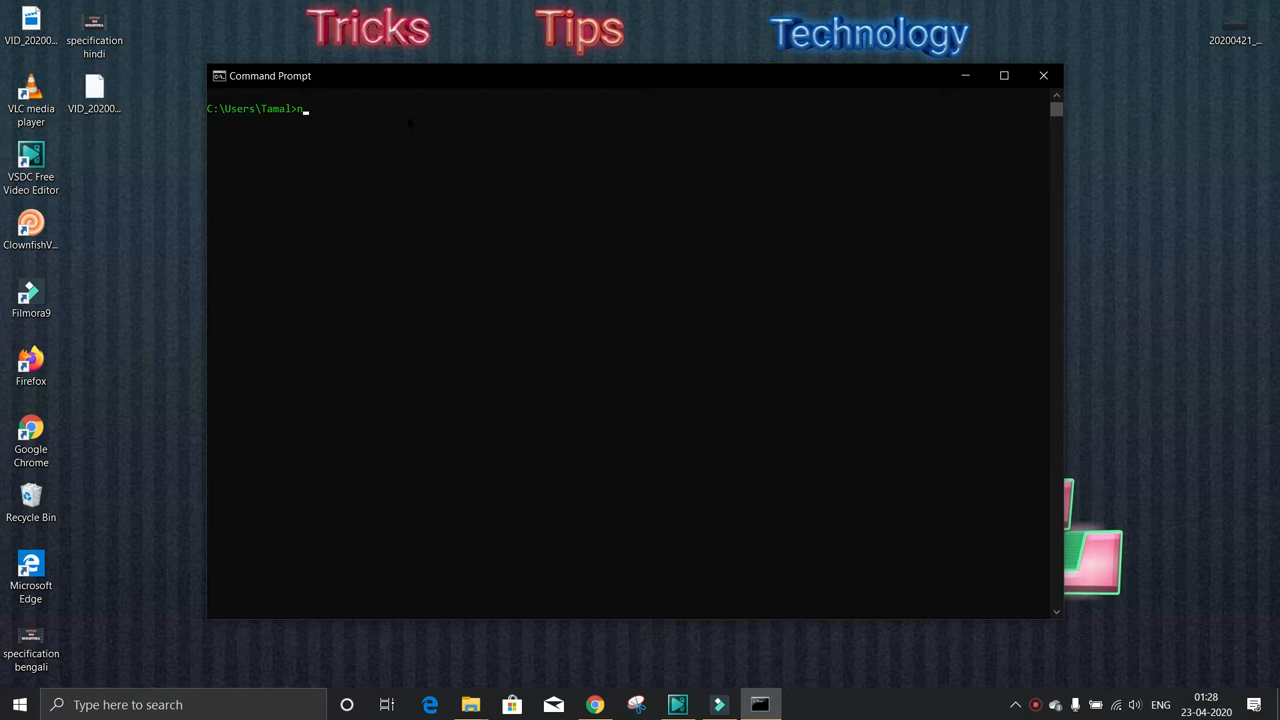 Tricks Tips Technology
VID_20200...
specification
hindi
20200421_...
VLC media
player
VID_20200...
Command Prompt
C:\Users\Tamal>n
VSDC Free
Video Editor
ClownfishV...
Filmora9
Firefox
Google
Chrome
Recycle Bin
Microsoft
Edge
specification
bengali
Type here to search
ENG
01:28
23-04-2020